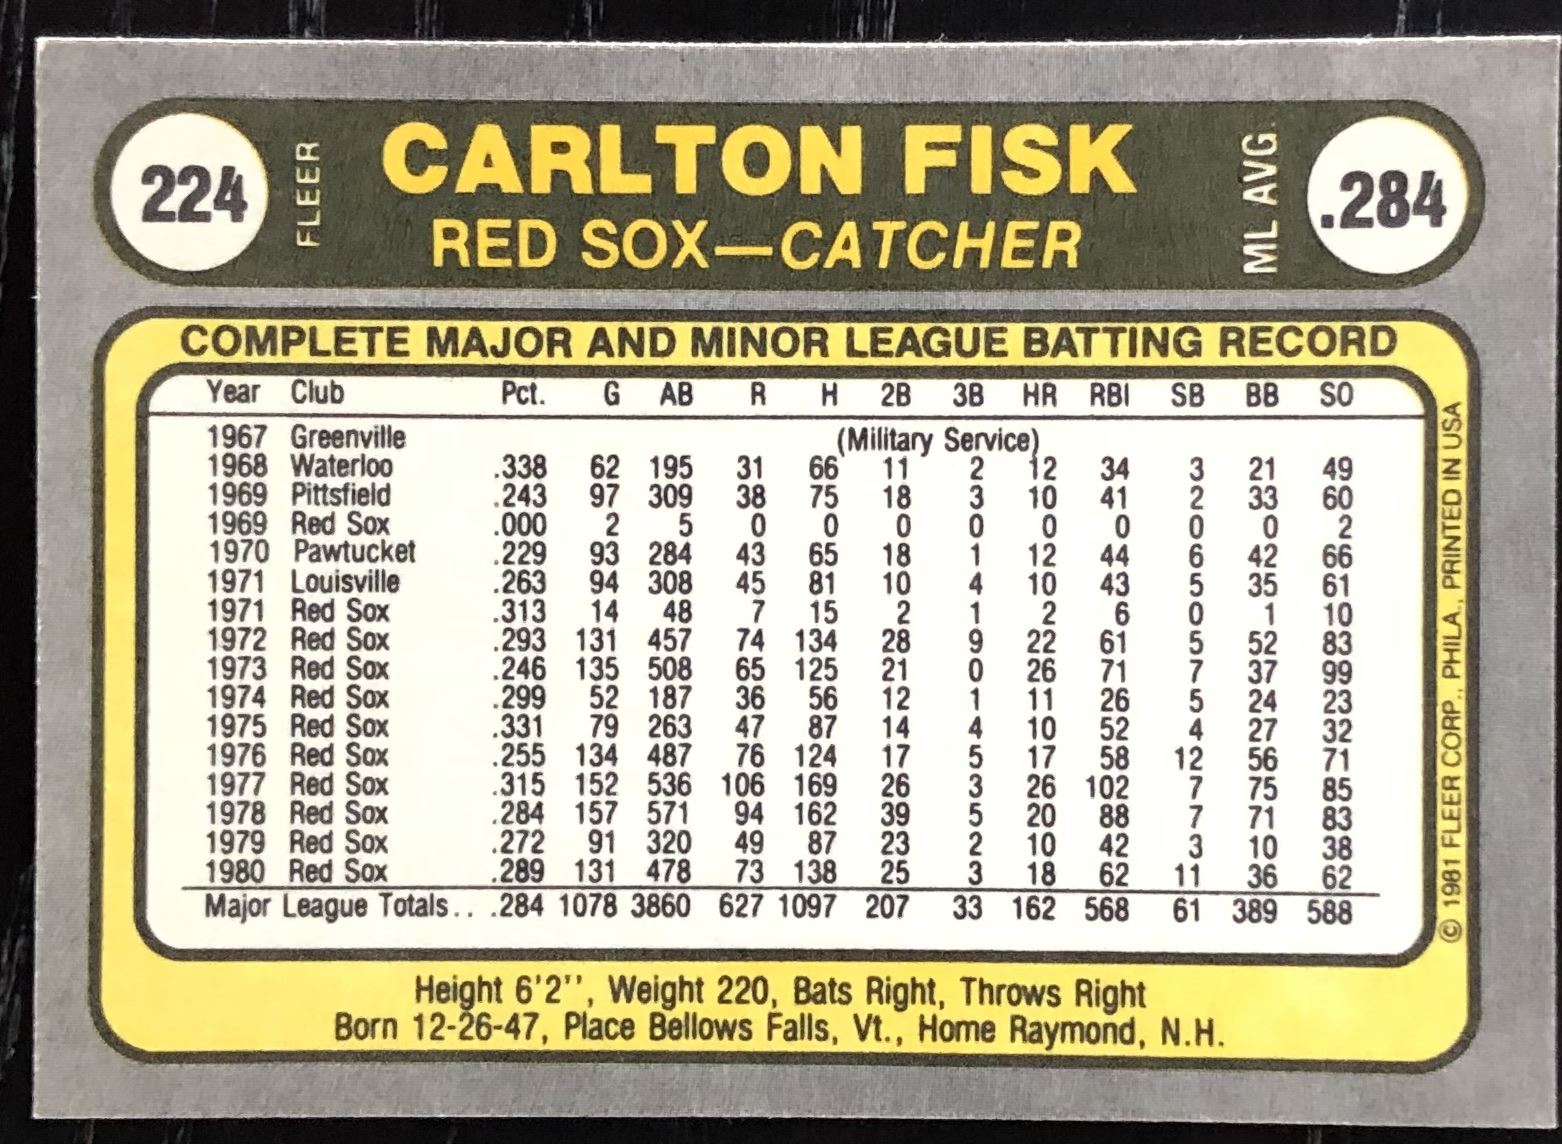 224
FLEER
CARLTON FISK
RED SOX—CATCHER
ML AVG.
.284
COMPLETE MAJOR AND MINOR LEAGUE BATTING RECORD
Year Club Pct. G AB R H 2B 3B HR RBI SB BB SO
1967 Greenville (Military Service)
1968 Waterloo .338 62 195 31 66 11 2 12 34 3 21 49
1969 Pittsfield .243 97 309 38 75 18 3 10 41 2 33 60
1969 Red Sox .000 2 5 0 0 0 0 0 0 0 0 2
1970 Pawtucket .229 93 284 43 65 18 1 12 44 6 42 66
1971 Louisville .263 94 308 45 81 10 4 10 43 5 35 61
1971 Red Sox .313 14 48 7 15 2 1 2 6 0 1 10
1972 Red Sox .293 131 457 74 134 28 9 22 61 5 52 83
1973 Red Sox .246 135 508 65 125 21 0 26 71 7 37 99
1974 Red Sox .299 52 187 36 56 12 1 11 26 5 24 23
1975 Red Sox .331 79 263 47 87 14 4 10 52 4 27 32
1976 Red Sox .255 134 487 76 124 17 5 17 58 12 56 71
1977 Red Sox .315 152 536 106 169 26 3 26 102 7 75 85
1978 Red Sox .284 157 571 94 162 39 5 20 88 7 71 83
1979 Red Sox .272 91 320 49 87 23 2 10 42 3 10 38
1980 Red Sox .289 131 478 73 138 25 3 18 62 11 36 62
Major League Totals... .284 1078 3860 627 1097 207 33 162 568 61 389 588
© 1981 FLEER CORP., PHILA., PRINTED IN USA
Height 6'2'', Weight 220, Bats Right, Throws Right
Born 12-26-47, Place Bellows Falls, Vt., Home Raymond, N.H.